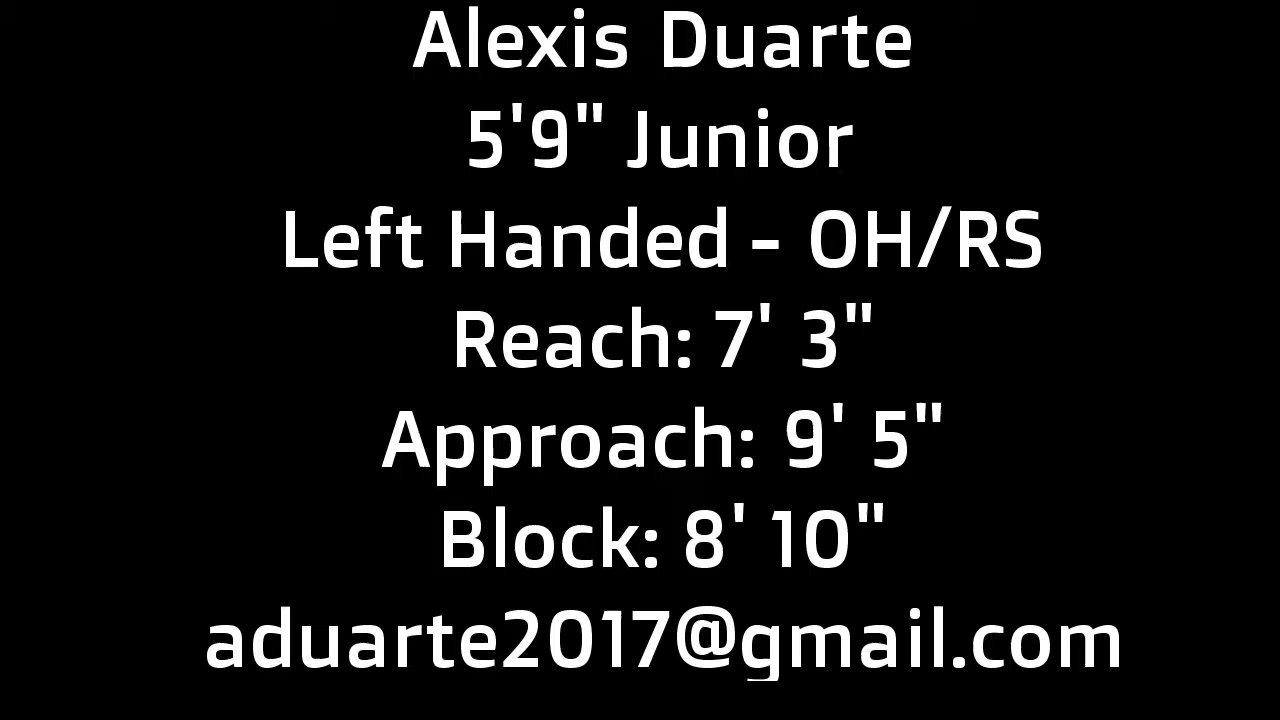 Alexis Duarte
5'9" Junior
Left Handed - OH/RS
Reach: 7' 3"
Approach: 9' 5"
Block: 8' 10"
aduarte2017@gmail.com